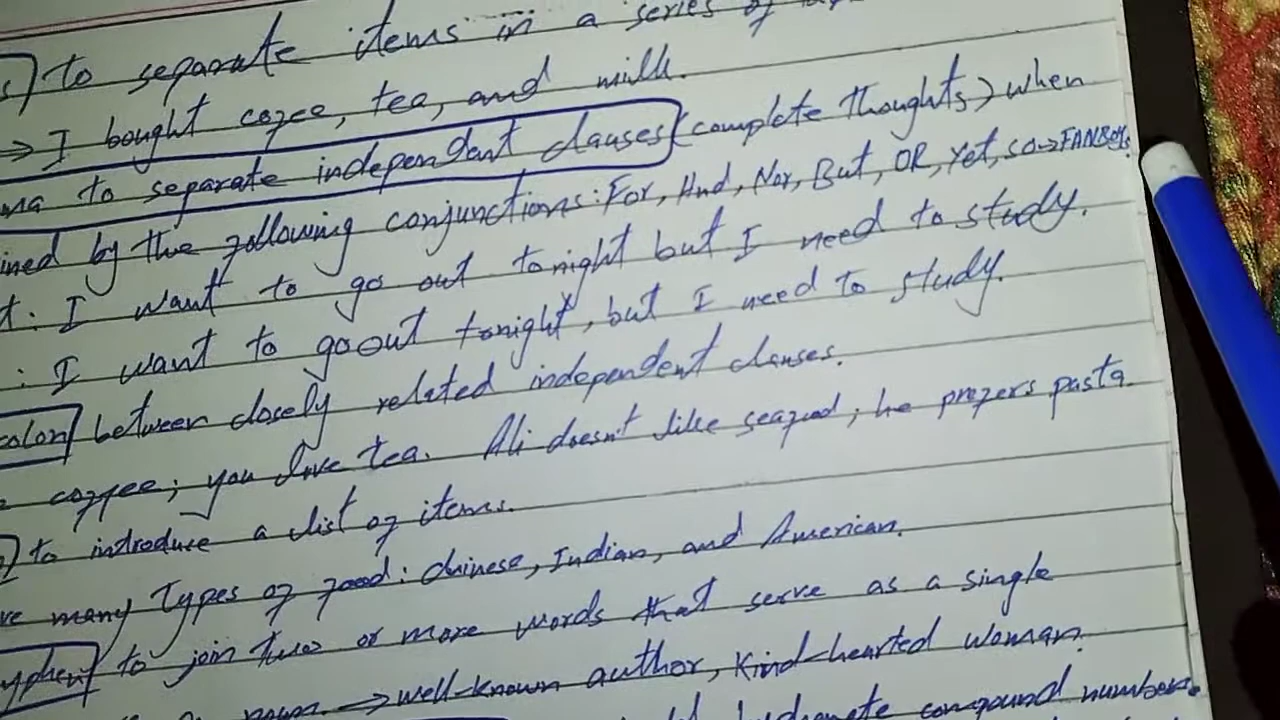 to separate items in a series of
→ I bought coffee, tea, and milk.
to separate independent clauses (complete thoughts) when
by the following conjunctions: For, And, Nor, But, OR, Yet, so → FANBOYS.
: I want to go out tonight but I need to study.
: I want to go out tonight, but I need to study.
colon between closely related independent clauses.
coffee; you love tea. Ali doesn't like seafood; he prefers pasta.
to introduce a list of items.
ve many Types of food: chinese, Indian, and American.
yphen to join two or more words that serve as a single
noun. → well-known author, Kind-hearted woman.
compound numbers.